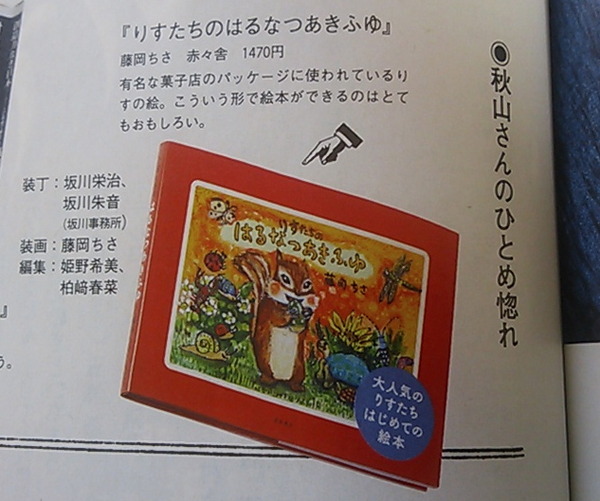 ●秋山さんのひとめ惚れ
『りすたちのはるなつあきふゆ』
藤岡ちさ 赤々舎 1470円
有名な菓子店のパッケージに使われているり
すの絵。こういう形で絵本ができるのはとて
もおもしろい。
装丁：坂川栄治、
坂川朱音
(坂川事務所)
装画：藤岡ちさ
編集：姫野希美、
柏﨑春菜
りすたちの
はるなつあきふゆ
藤岡ちさ
大人気の
りすたち
はじめての
絵本
』
う。